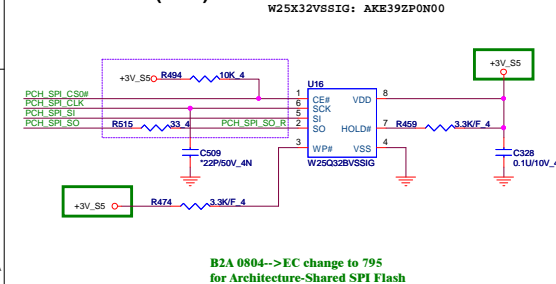 W25X32VSSIG: AKE39ZP0N00
+3V_S5
+3V_S5 R494 10K_4
U16
PCH_SPI_CS0# 1 CE# VDD 8
PCH_SPI_CLK 6 SCK
PCH_SPI_SI 5 SI
PCH_SPI_SO R515 33_4 PCH_SPI_SO_R 2 SO HOLD# 7 R459 3.3K/F_4
3 WP# VSS 4
C509
*22P/50V_4N
W25Q32BVSSIG
C328
0.1U/10V_4
+3V_S5 R474 3.3K/F_4
B2A 0804-->EC change to 795
for Architecture-Shared SPI Flash